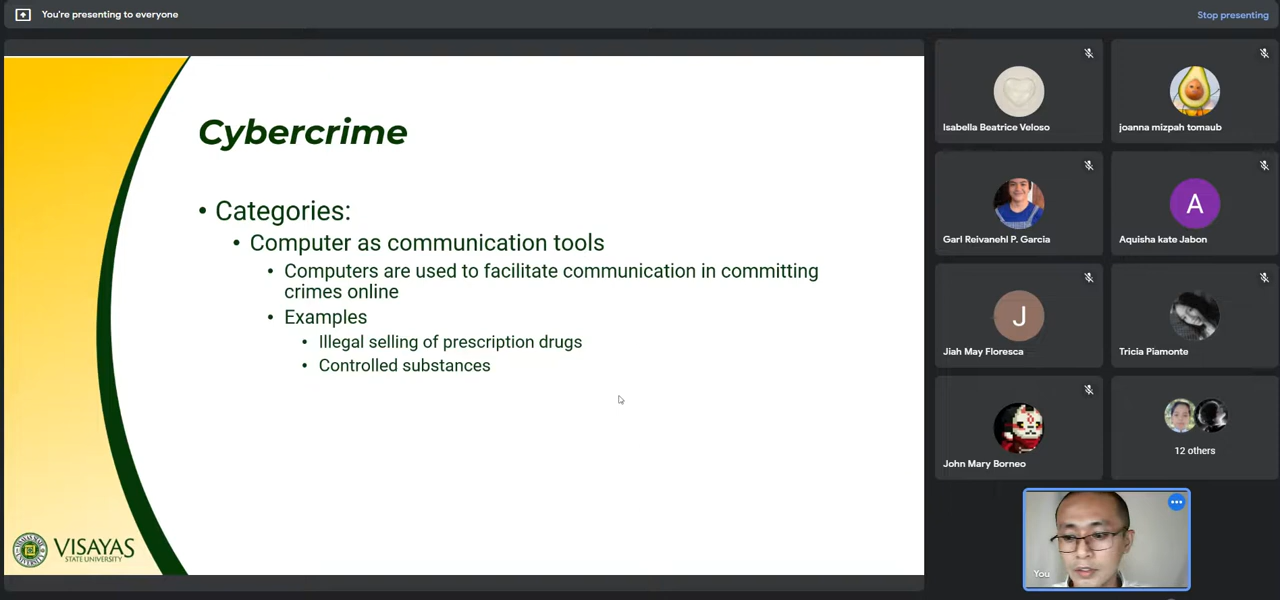 You're presenting to everyone
Stop presenting
Cybercrime
• Categories:
• Computer as communication tools
• Computers are used to facilitate communication in committing
crimes online
• Examples
• Illegal selling of prescription drugs
• Controlled substances
VISAYAS
STATE UNIVERSITY
Isabella Beatrice Veloso
joanna mizpah tomaub
Garl Reivanehl P. Garcia
A
Aquisha kate Jabon
J
Jiah May Floresca
Tricia Piamonte
John Mary Borneo
12 others
You